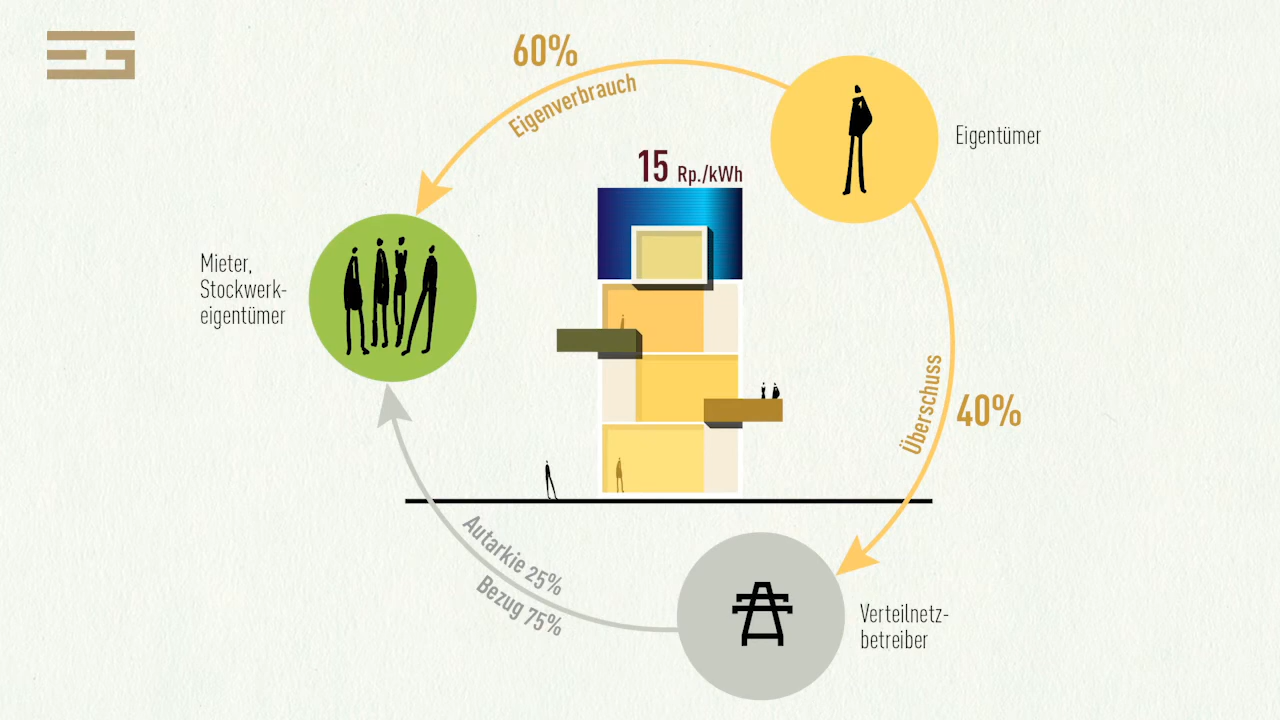 60%
Eigenverbrauch
Eigentümer
15 Rp./kWh
Mieter,
Stockwerk-
eigentümer
Überschuss
40%
Autarkie 25%
Bezug 75%
Verteilnetz-
betreiber